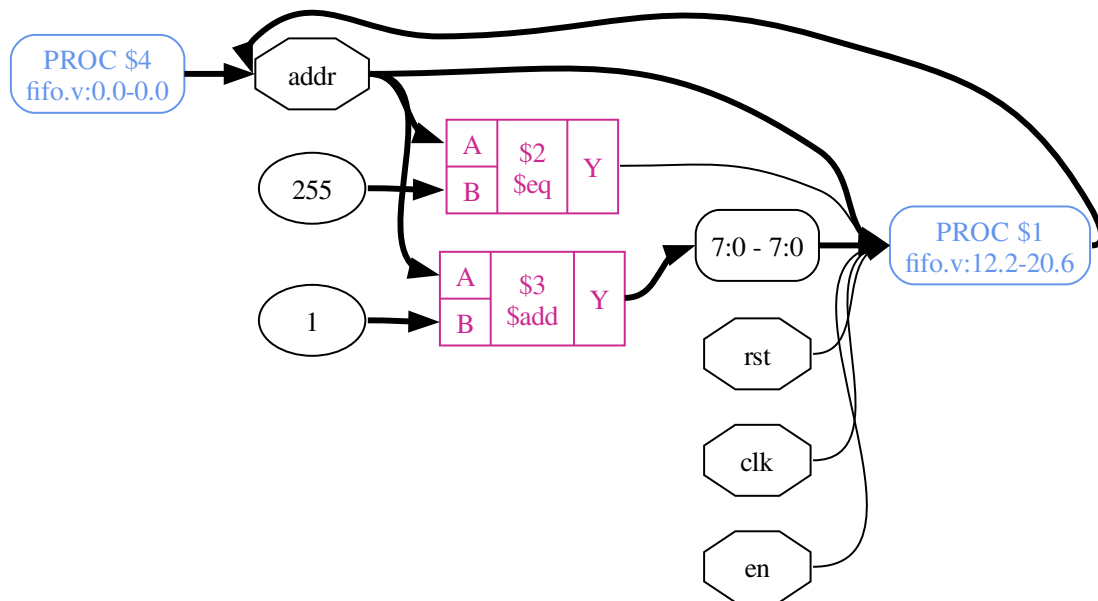 PROC $4
fifo.v:0.0-0.0
addr
255
1
A
B
$2
$eq
Y
A
B
$3
$add
Y
7:0 - 7:0
rst
clk
en
PROC $1
fifo.v:12.2-20.6